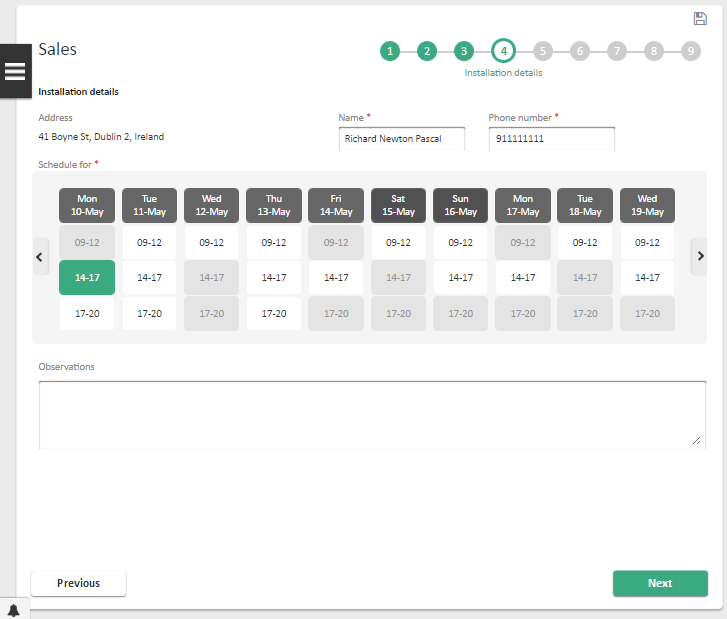 Sales
1 2 3 4 5 6 7 8 9
Installation details
Installation details
Address
Name *
Phone number *
41 Boyne St, Dublin 2, Ireland
Richard Newton Pascal
911111111
Schedule for *
Mon Tue Wed Thu Fri Sat Sun Mon Tue Wed
10-May 11-May 12-May 13-May 14-May 15-May 16-May 17-May 18-May 19-May
09-12 09-12 09-12 09-12 09-12 09-12 09-12 09-12 09-12 09-12
14-17 14-17 14-17 14-17 14-17 14-17 14-17 14-17 14-17 14-17
17-20 17-20 17-20 17-20 17-20 17-20 17-20 17-20 17-20 17-20
Observations
Previous
Next